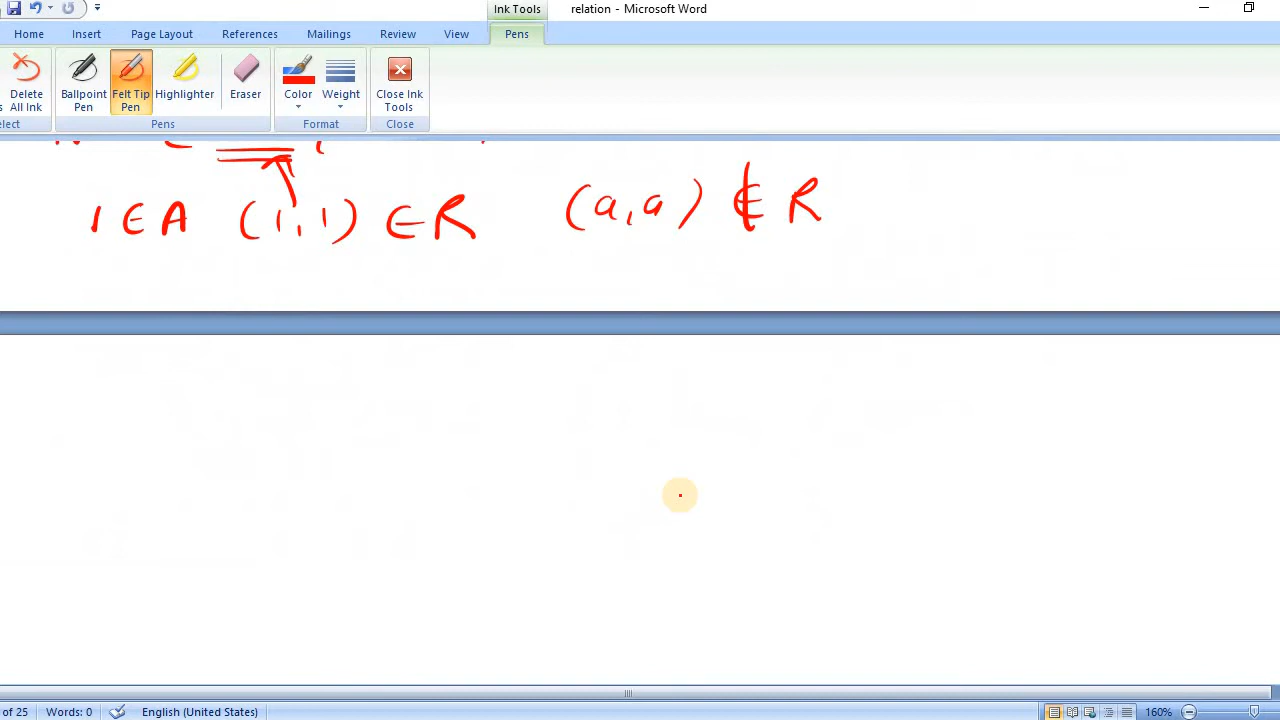 Ink Tools
relation - Microsoft Word
Home Insert Page Layout References Mailings Review View Pens
Delete All Ink
Ballpoint Pen
Felt Tip Pen
Highlighter
Eraser
Color
Weight
Close Ink Tools
Pens
Format
Close
1 ∈ A (1,1) ∈ R (a,a) ∉ R
of 25 Words: 0 English (United States) 160%